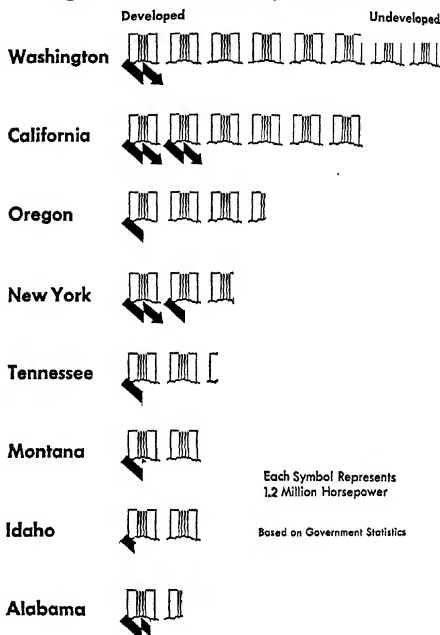 Developed Undeveloped
Washington
California
Oregon
New York
Tennessee
Montana
Each Symbol Represents
1.2 Million Horsepower
Idaho
Based on Government Statistics
Alabama